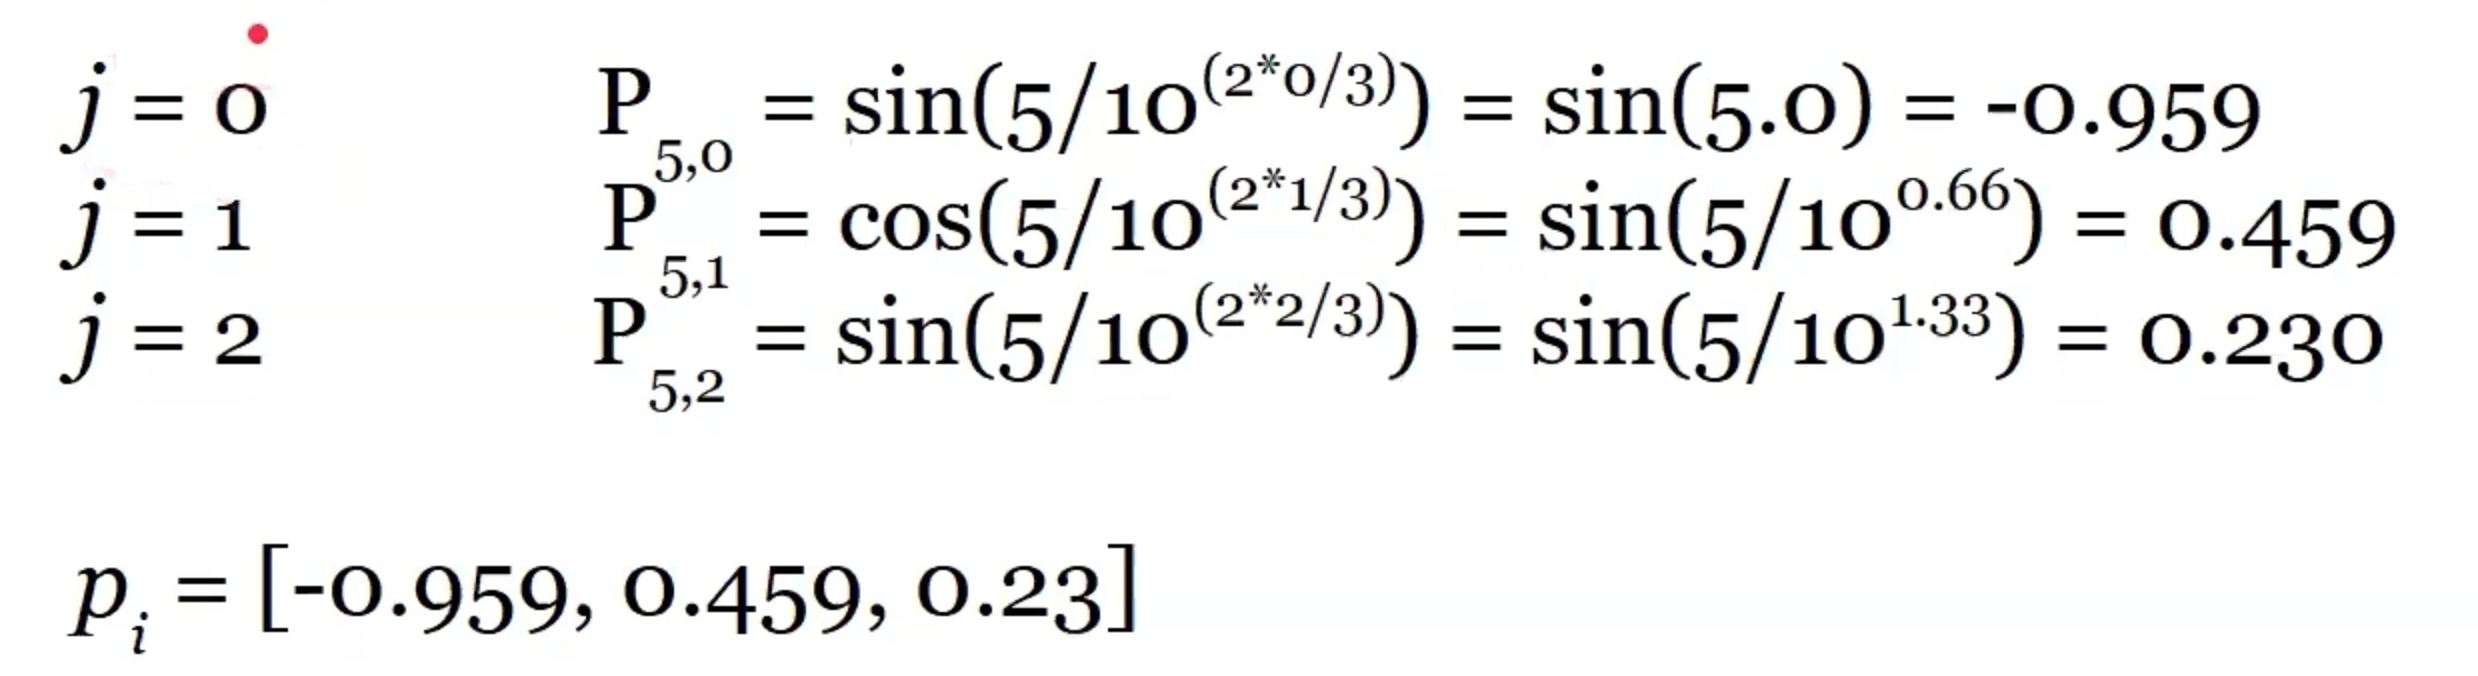 j = 0 P5,0 = sin(5/10^(2*0/3)) = sin(5.0) = -0.959
j = 1 P5,1 = cos(5/10^(2*1/3)) = sin(5/10^0.66) = 0.459
j = 2 P5,2 = sin(5/10^(2*2/3)) = sin(5/10^1.33) = 0.230
pi = [-0.959, 0.459, 0.23]